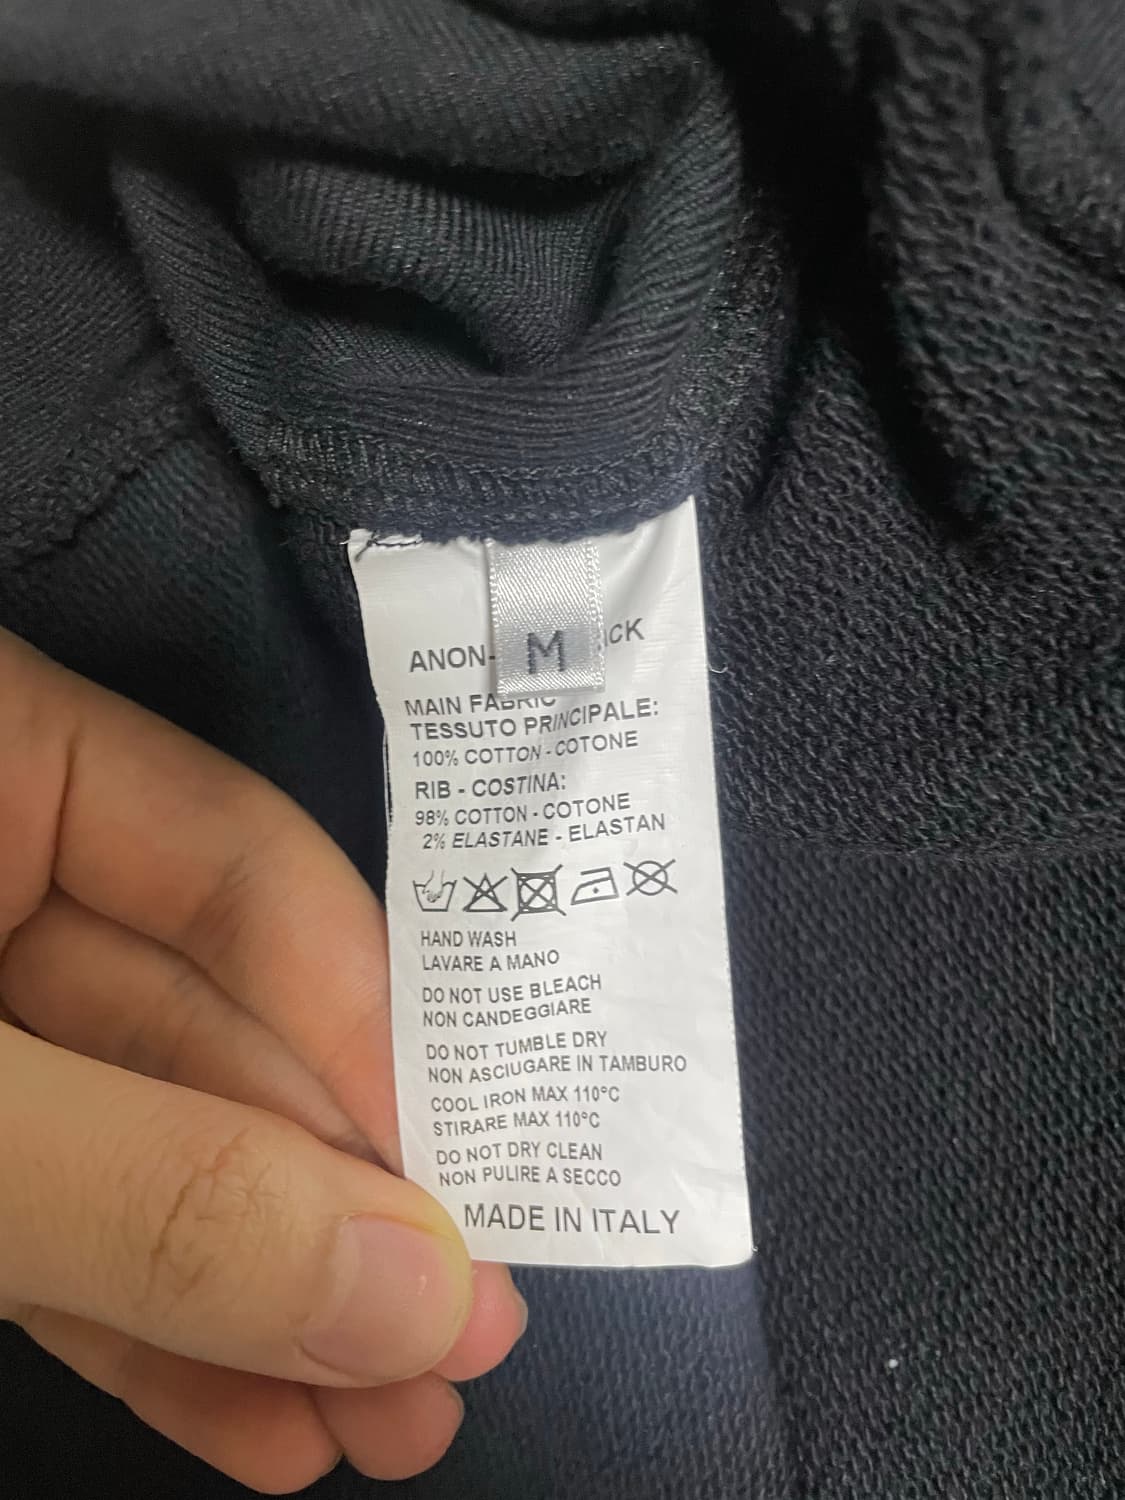 ANON-
M
CK
MAIN FABRIC
TESSUTO PRINCIPALE:
100% COTTON - COTONE
RIB - COSTINA:
98% COTTON - COTONE
2% ELASTANE - ELASTAN
HAND WASH
LAVARE A MANO
DO NOT USE BLEACH
NON CANDEGGIARE
DO NOT TUMBLE DRY
NON ASCIUGARE IN TAMBURO
COOL IRON MAX 110°C
STIRARE MAX 110°C
DO NOT DRY CLEAN
NON PULIRE A SECCO
MADE IN ITALY